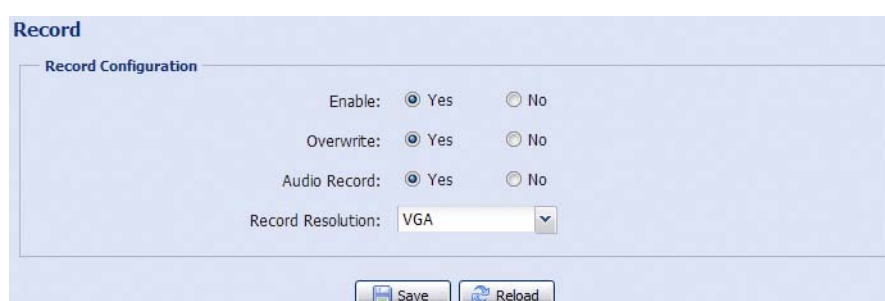 Record
Record Configuration
Enable: Yes No
Overwrite: Yes No
Audio Record: Yes No
Record Resolution: VGA
Save Reload